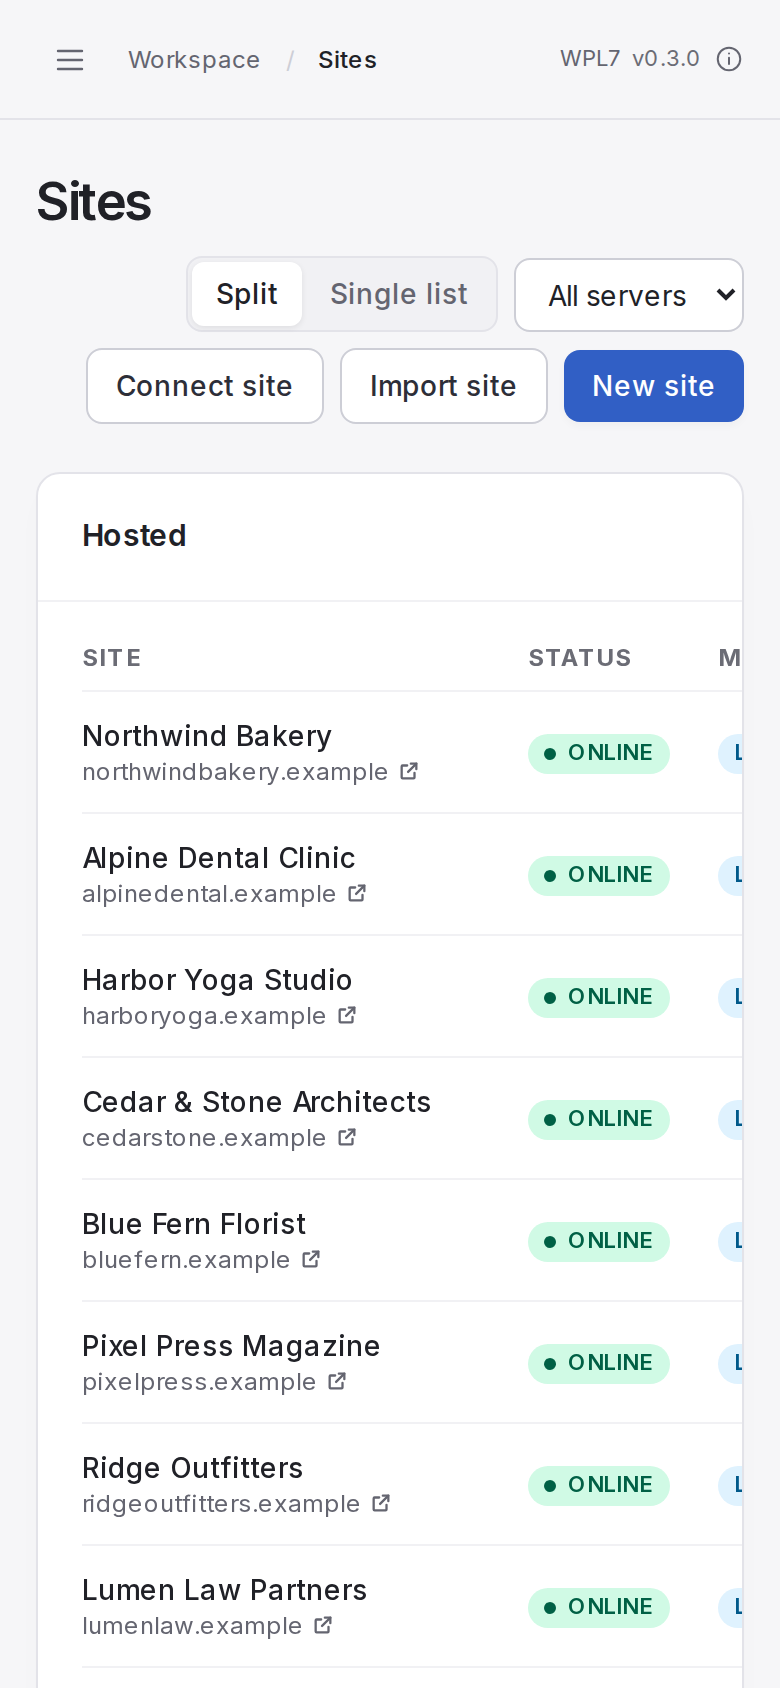 Workspace / Sites WPL7 v0.3.0
Sites
Split Single list All servers
Connect site Import site New site
Hosted
SITE STATUS M
Northwind Bakery
northwindbakery.example ONLINE L
Alpine Dental Clinic
alpinedental.example ONLINE L
Harbor Yoga Studio
harboryoga.example ONLINE L
Cedar & Stone Architects
cedarstone.example ONLINE L
Blue Fern Florist
bluefern.example ONLINE L
Pixel Press Magazine
pixelpress.example ONLINE L
Ridge Outfitters
ridgeoutfitters.example ONLINE L
Lumen Law Partners
lumenlaw.example ONLINE L